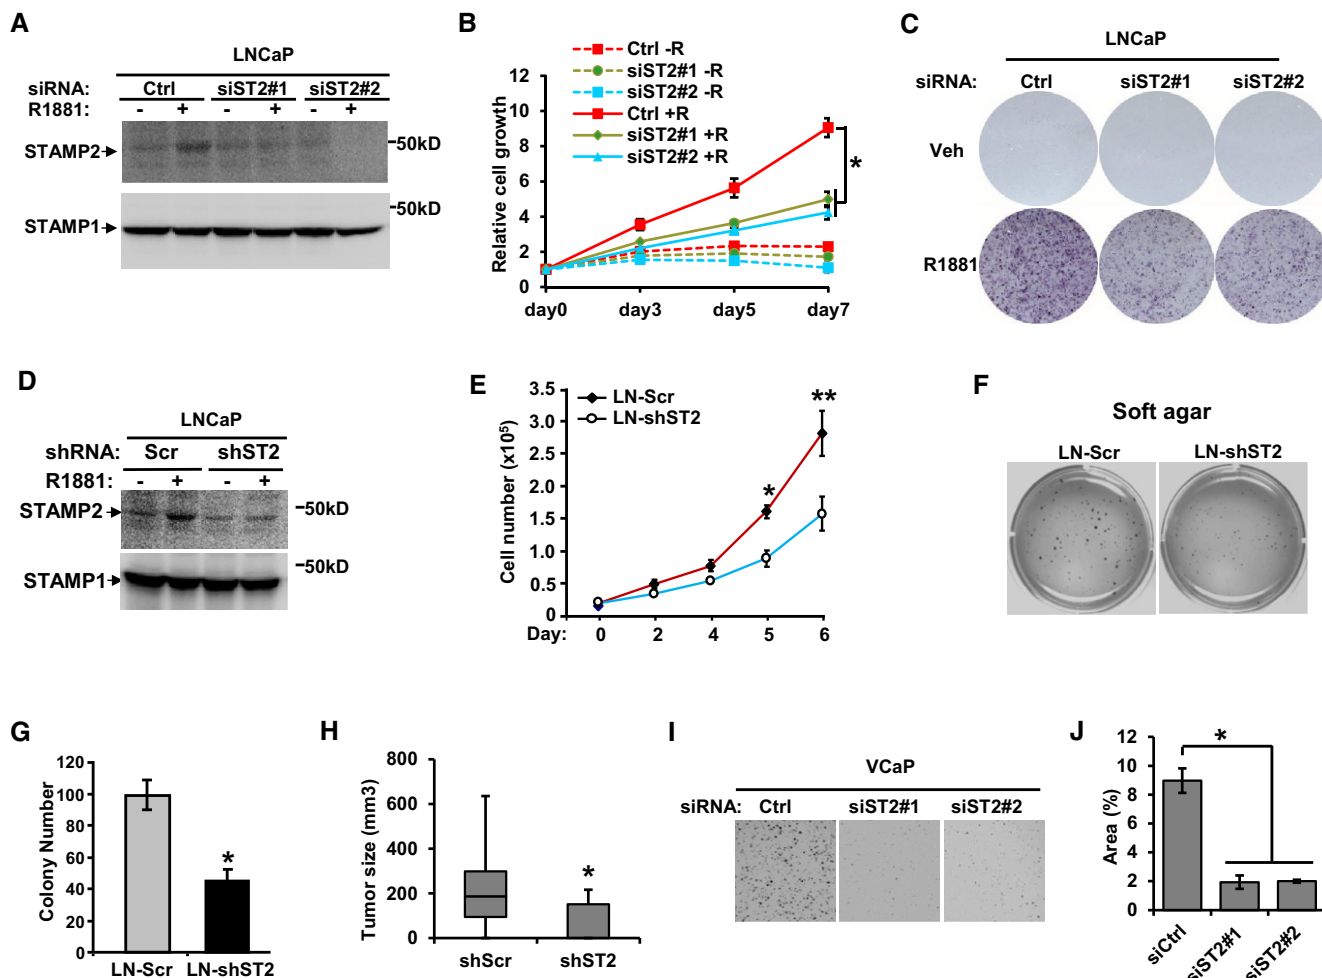 A
LNCaP
siRNA: Ctrl siST2#1 siST2#2
R1881: - + - + - +
STAMP2
50kD
STAMP1
50kD
B
Ctrl -R
siST2#1 -R
siST2#2 -R
Ctrl +R
siST2#1 +R
siST2#2 +R
Relative cell growth
12
10
8
6
4
2
0
*
day0 day3 day5 day7
C
LNCaP
siRNA: Ctrl siST2#1 siST2#2
Veh
R1881
D
LNCaP
shRNA: Scr shST2
R1881: - + - +
STAMP2
50kD
STAMP1
50kD
E
LN-Scr
LN-shST2
Cell number (x10⁵)
3.5
3.0
2.5
2.0
1.5
1.0
0.5
0
* **
Day: 0 2 4 5 6
F
Soft agar
LN-Scr LN-shST2
G
Colony Number
120
100
80
60
40
20
0
*
LN-Scr LN-shST2
H
Tumor size (mm3)
800
600
400
200
0
*
shScr shST2
I
VCaP
siRNA: Ctrl siST2#1 siST2#2
J
Area (%)
12
10
8
6
4
2
0
*
siCtrl siST2#1 siST2#2